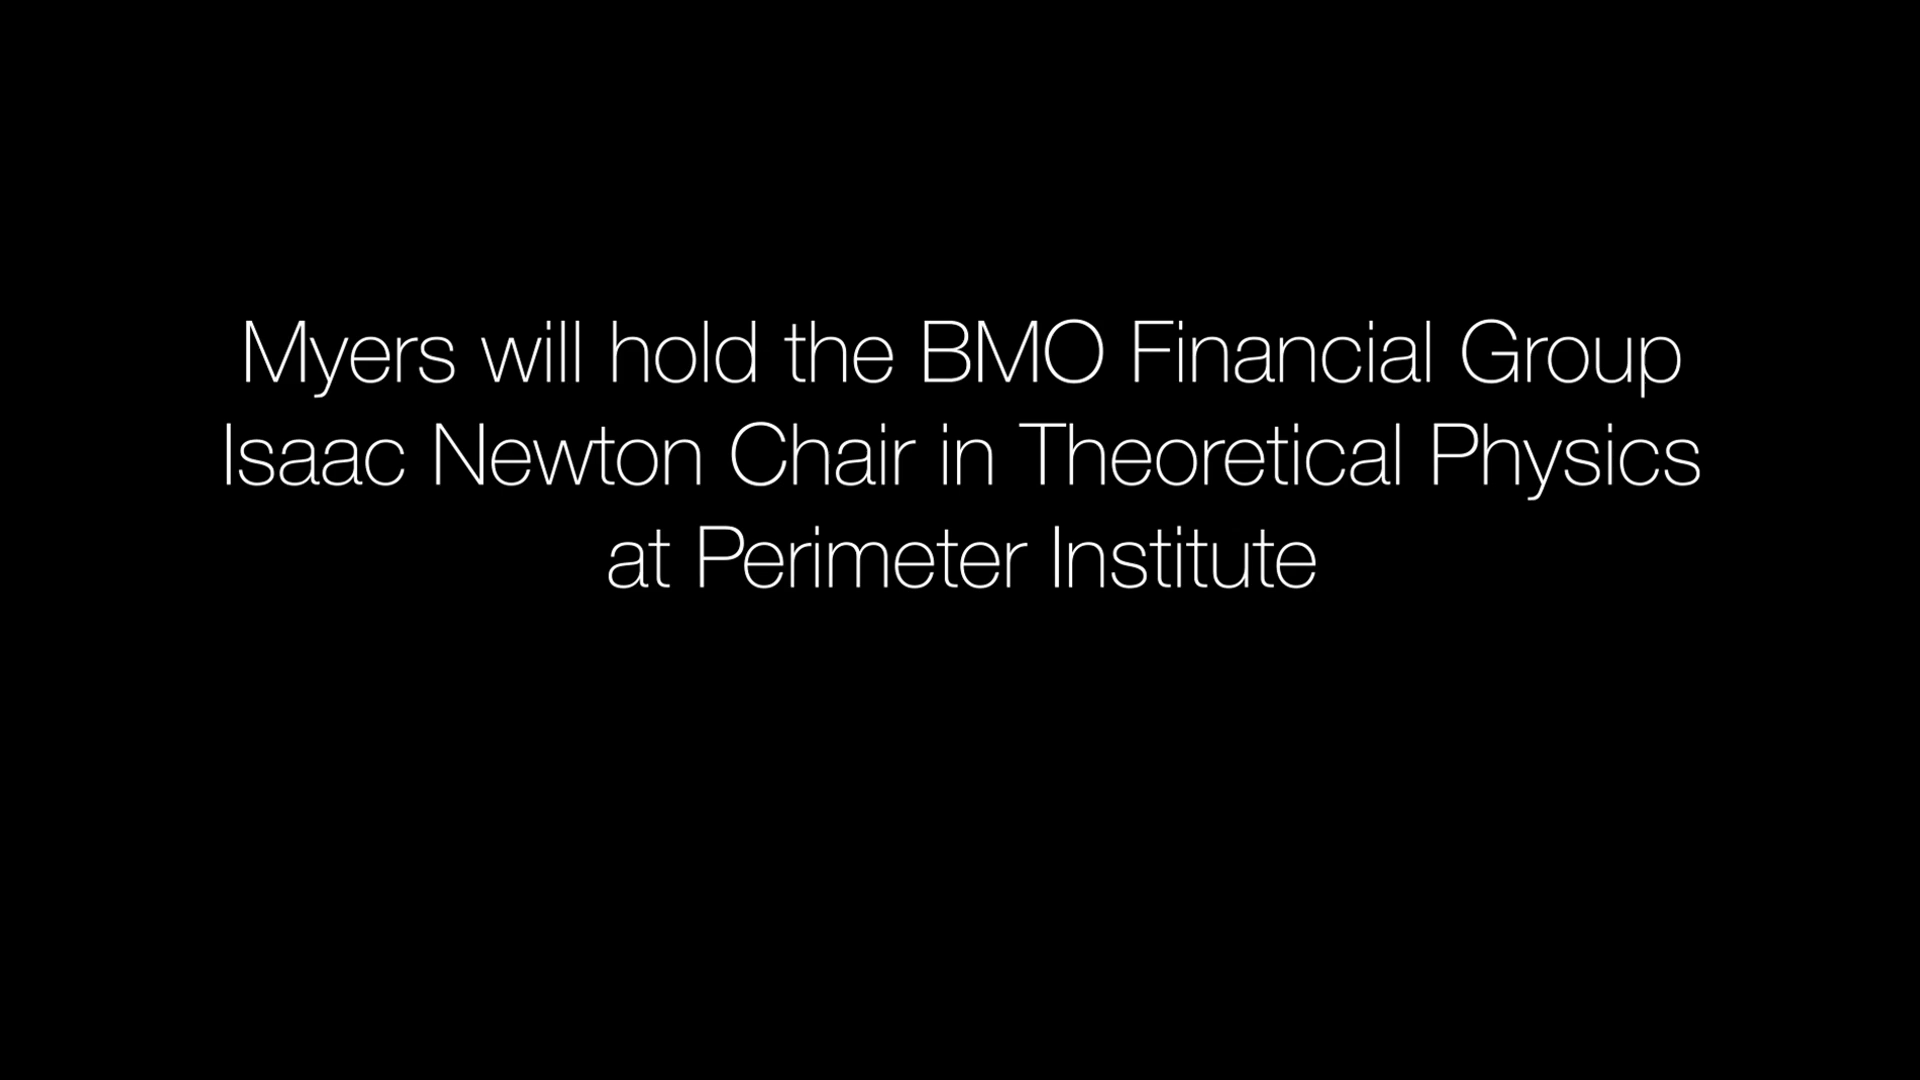 Myers will hold the BMO Financial Group
Isaac Newton Chair in Theoretical Physics
at Perimeter Institute